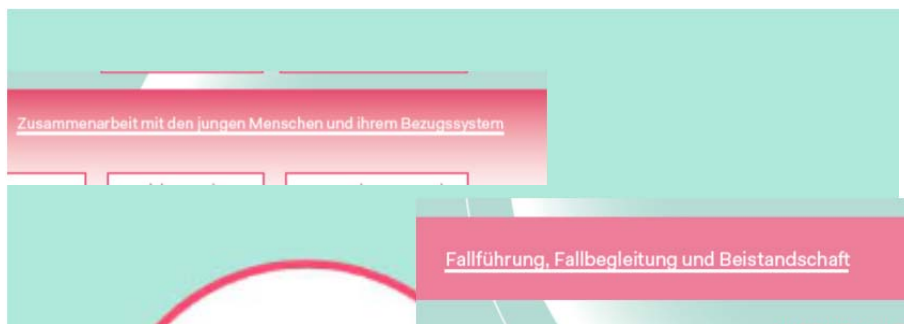 Zusammenarbeit mit den jungen Menschen und ihrem Bezugssystem
Fallführung, Fallbegleitung und Beistandschaft